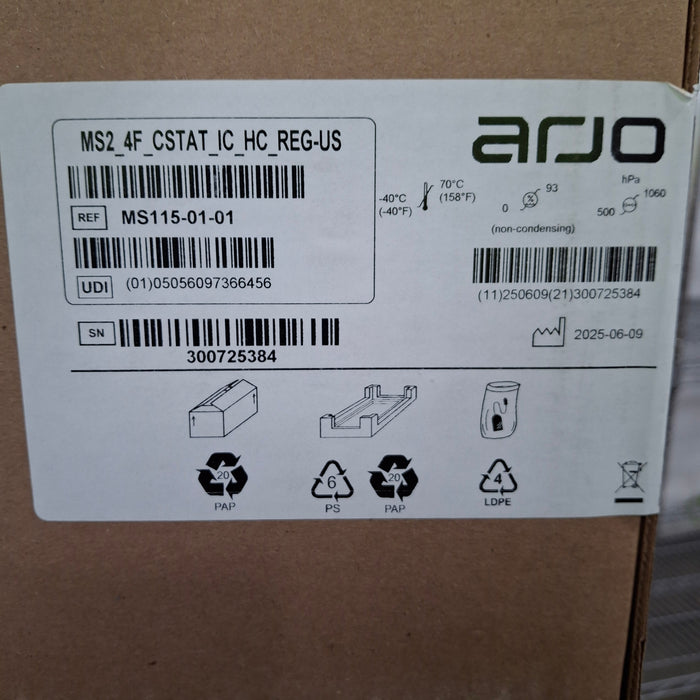 MS2_4F_CSTAT_IC_HC_REG-US
arjo
REF MS115-01-01
-40°C
(-40°F)
70°C
(158°F)
0 % 93
(non-condensing)
hPa
500 1060
UDI (01)05056097366456
(11)250609(21)300725384
SN
300725384
2025-06-09
20
PAP
6
PS
20
PAP
4
LDPE